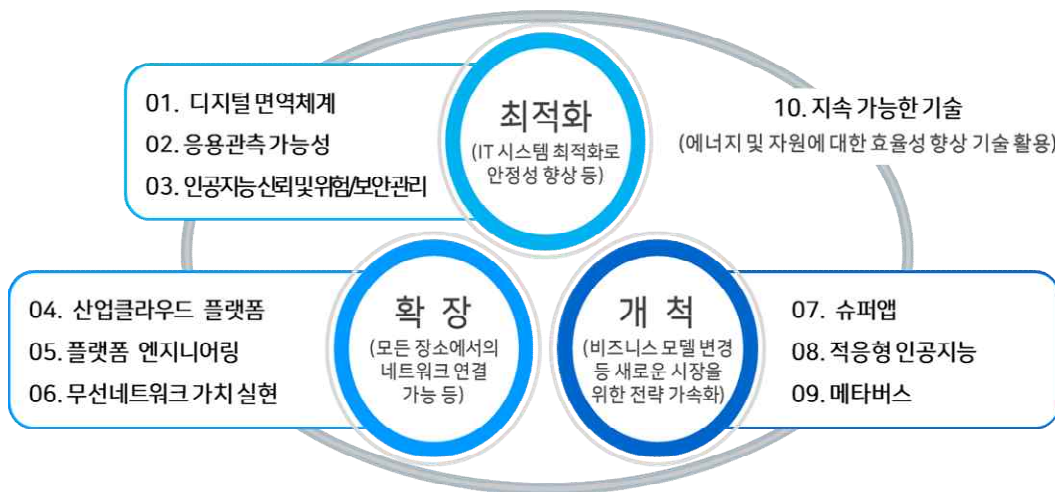 최적화
(IT 시스템 최적화로
안정성 향상 등)
01. 디지털 면역체계
02. 응용관측 가능성
03. 인공지능 신뢰 및 위험/보안관리
10. 지속 가능한 기술
(에너지 및 자원에 대한 효율성 향상 기술 활용)
확 장
(모든 장소에서의
네트워크 연결
가능 등)
04. 산업클라우드 플랫폼
05. 플랫폼 엔지니어링
06. 무선네트워크 가치 실현
개 척
(비즈니스 모델 변경
등 새로운 시장을
위한 전략 가속화)
07. 슈퍼앱
08. 적응형 인공지능
09. 메타버스